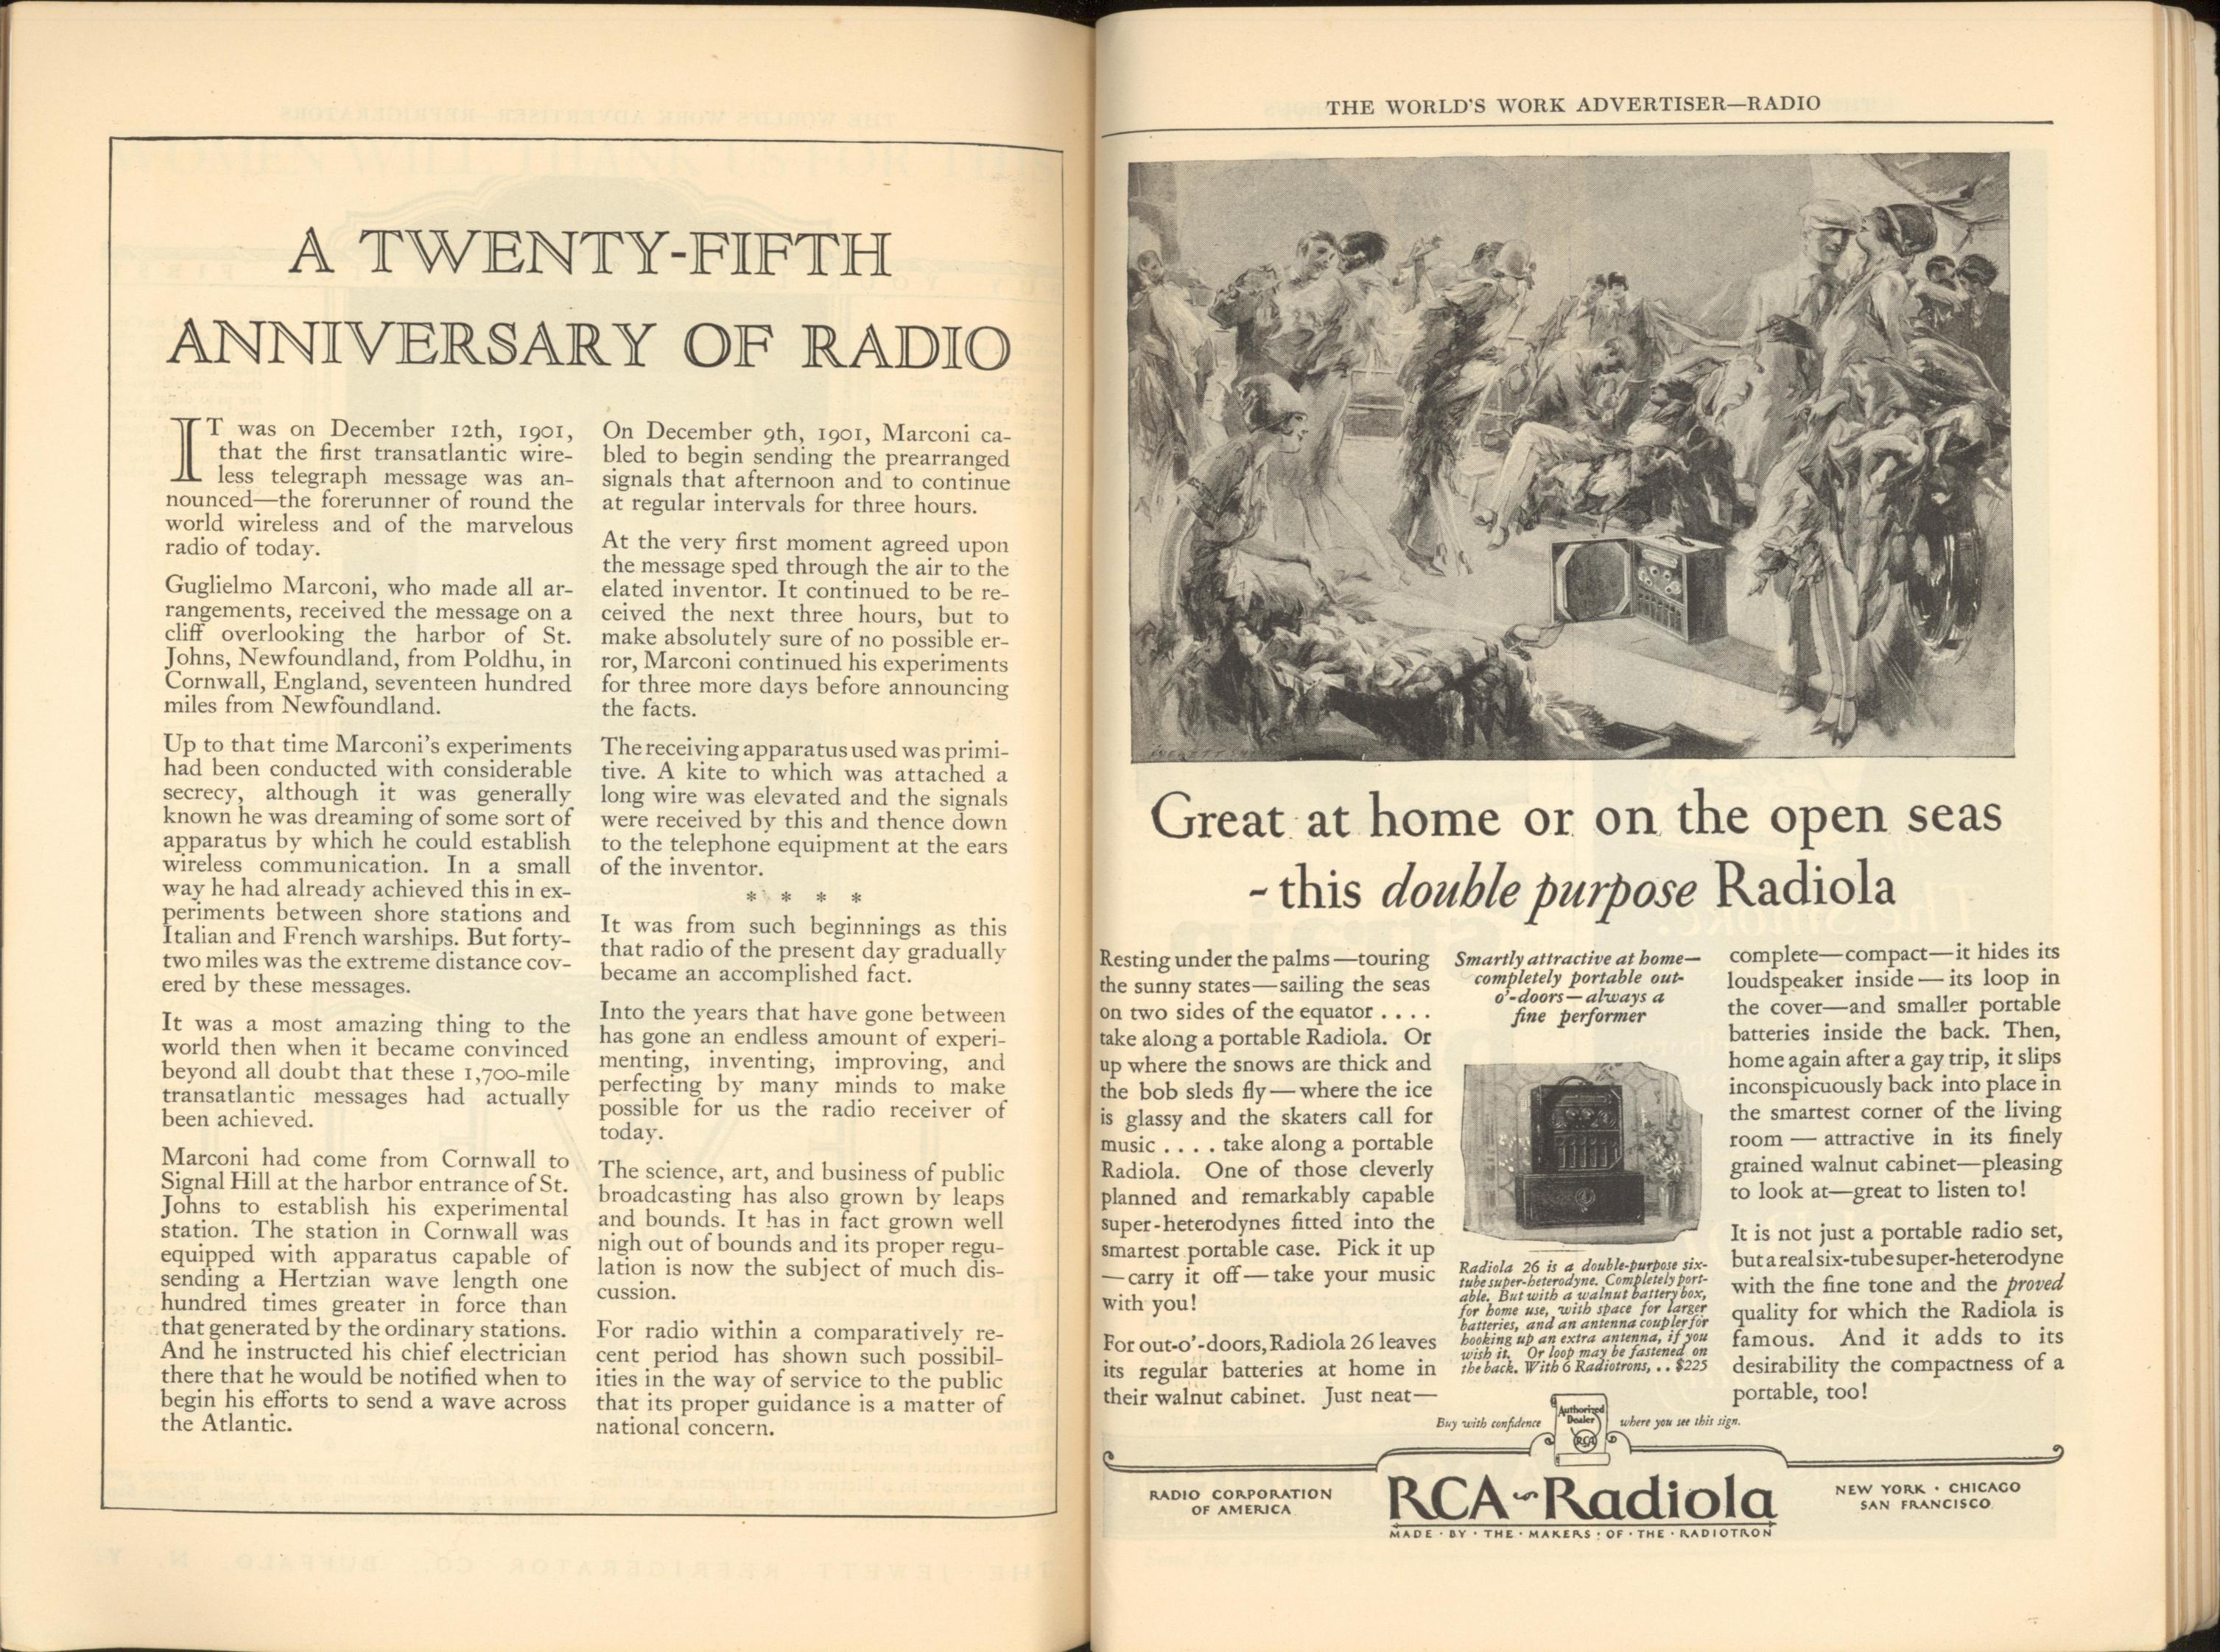 A TWENTY-FIFTH
ANNIVERSARY OF RADIO
IT was on December 12th, 1901,
that the first transatlantic wire-
less telegraph message was an-
nounced—the forerunner of round the
world wireless and of the marvelous
radio of today.
Guglielmo Marconi, who made all ar-
rangements, received the message on a
cliff overlooking the harbor of St.
Johns, Newfoundland, from Poldhu, in
Cornwall, England, seventeen hundred
miles from Newfoundland.
Up to that time Marconi's experiments
had been conducted with considerable
secrecy, although it was generally
known he was dreaming of some sort of
apparatus by which he could establish
wireless communication. In a small
way he had already achieved this in ex-
periments between shore stations and
Italian and French warships. But forty-
two miles was the extreme distance cov-
ered by these messages.
It was a most amazing thing to the
world then when it became convinced
beyond all doubt that these 1,700-mile
transatlantic messages had actually
been achieved.
Marconi had come from Cornwall to
Signal Hill at the harbor entrance of St.
Johns to establish his experimental
station. The station in Cornwall was
equipped with apparatus capable of
sending a Hertzian wave length one
hundred times greater in force than
that generated by the ordinary stations.
And he instructed his chief electrician
there that he would be notified when to
begin his efforts to send a wave across
the Atlantic.
On December 9th, 1901, Marconi ca-
bled to begin sending the prearranged
signals that afternoon and to continue
at regular intervals for three hours.
At the very first moment agreed upon
the message sped through the air to the
elated inventor. It continued to be re-
ceived the next three hours, but to
make absolutely sure of no possible er-
ror, Marconi continued his experiments
for three more days before announcing
the facts.
The receiving apparatus used was primi-
tive. A kite to which was attached a
long wire was elevated and the signals
were received by this and thence down
to the telephone equipment at the ears
of the inventor.
* * * *
It was from such beginnings as this
that radio of the present day gradually
became an accomplished fact.
Into the years that have gone between
has gone an endless amount of experi-
menting, inventing, improving, and
perfecting by many minds to make
possible for us the radio receiver of
today.
The science, art, and business of public
broadcasting has also grown by leaps
and bounds. It has in fact grown well
nigh out of bounds and its proper regu-
lation is now the subject of much dis-
cussion.
For radio within a comparatively re-
cent period has shown such possibil-
ities in the way of service to the public
that its proper guidance is a matter of
national concern.
THE WORLD'S WORK ADVERTISER—RADIO
Great at home or on the open seas
- this double purpose Radiola
Resting under the palms—touring
the sunny states—sailing the seas
on two sides of the equator . . . .
take along a portable Radiola. Or
up where the snows are thick and
the bob sleds fly—where the ice
is glassy and the skaters call for
music . . . . take along a portable
Radiola. One of those cleverly
planned and remarkably capable
super-heterodynes fitted into the
smartest portable case. Pick it up
—carry it off—take your music
with you!
For out-o'-doors, Radiola 26 leaves
its regular batteries at home in
their walnut cabinet. Just neat—
Smartly attractive at home—
completely portable out-
o'-doors—always a
fine performer
Radiola 26 is a double-purpose six-
tube super-heterodyne. Completely port-
able. But with a walnut battery box,
for home use, with space for larger
batteries, and an antenna coupler for
hooking up an extra antenna, if you
wish it. Or loop may be fastened on
the back. With 6 Radiotrons, . . $225
complete—compact—it hides its
loudspeaker inside—its loop in
the cover—and smaller portable
batteries inside the back. Then,
home again after a gay trip, it slips
inconspicuously back into place in
the smartest corner of the living
room — attractive in its finely
grained walnut cabinet—pleasing
to look at—great to listen to!
It is not just a portable radio set,
but a real six-tube super-heterodyne
with the fine tone and the proved
quality for which the Radiola is
famous. And it adds to its
desirability the compactness of a
portable, too!
Buy with confidence
Authorized
Dealer
RCA
where you see this sign.
RADIO CORPORATION
OF AMERICA
RCA~Radiola
MADE · BY · THE · MAKERS · OF · THE · RADIOTRON
NEW YORK · CHICAGO
SAN FRANCISCO